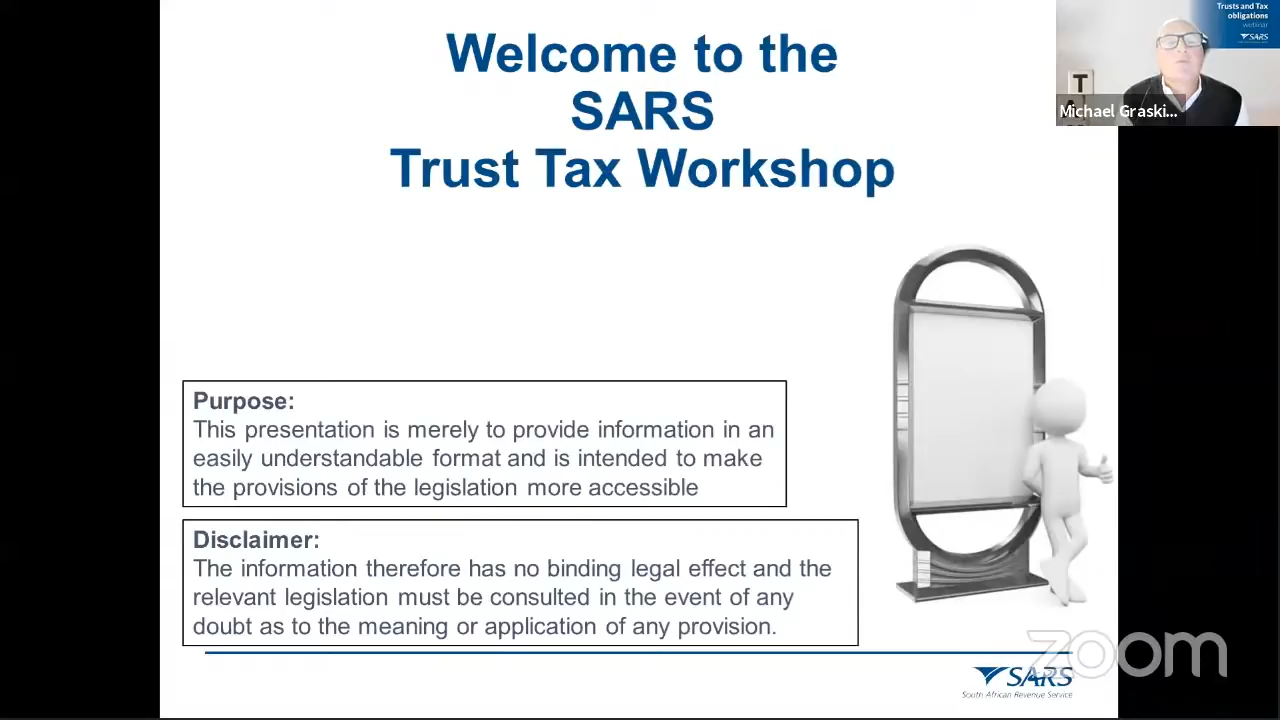 Welcome to the
SARS
Trust Tax Workshop
Trusts and Tax
obligations
webinar
SARS
T
Michael Graski...
Purpose:
This presentation is merely to provide information in an
easily understandable format and is intended to make
the provisions of the legislation more accessible
Disclaimer:
The information therefore has no binding legal effect and the
relevant legislation must be consulted in the event of any
doubt as to the meaning or application of any provision.
zoom
SARS
South African Revenue Service